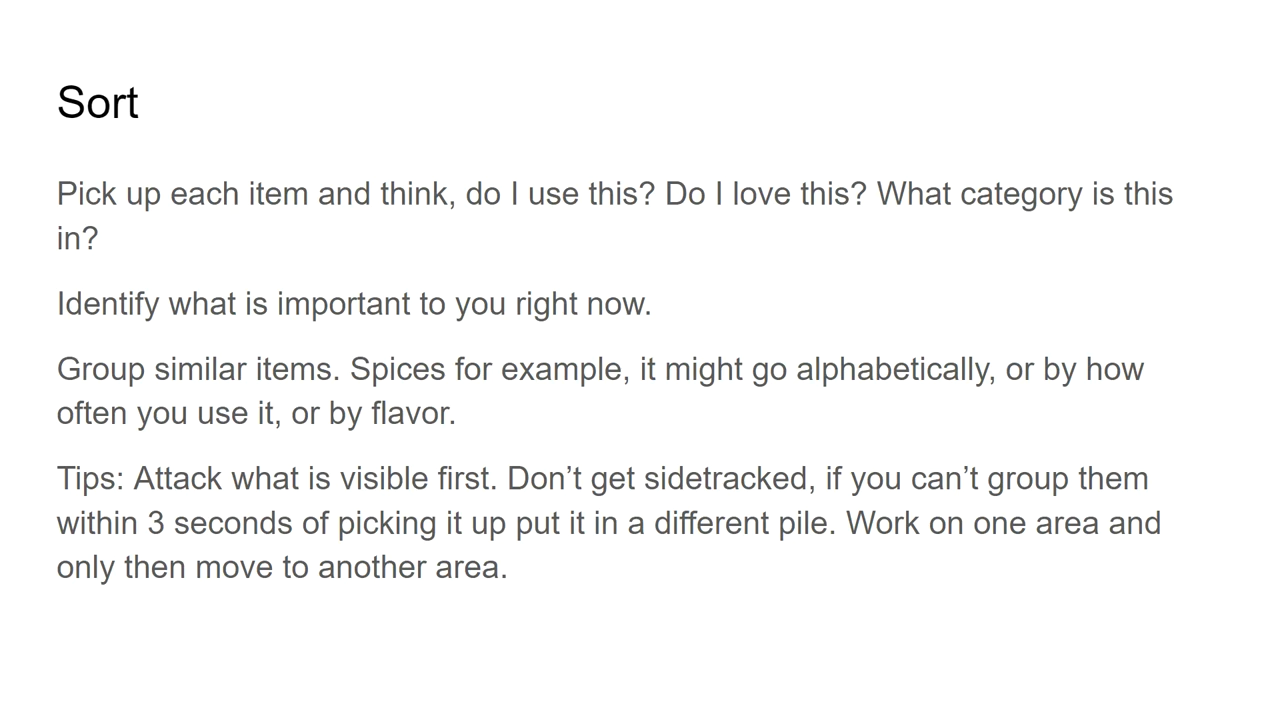 Sort
Pick up each item and think, do I use this? Do I love this? What category is this
in?
Identify what is important to you right now.
Group similar items. Spices for example, it might go alphabetically, or by how
often you use it, or by flavor.
Tips: Attack what is visible first. Don’t get sidetracked, if you can’t group them
within 3 seconds of picking it up put it in a different pile. Work on one area and
only then move to another area.